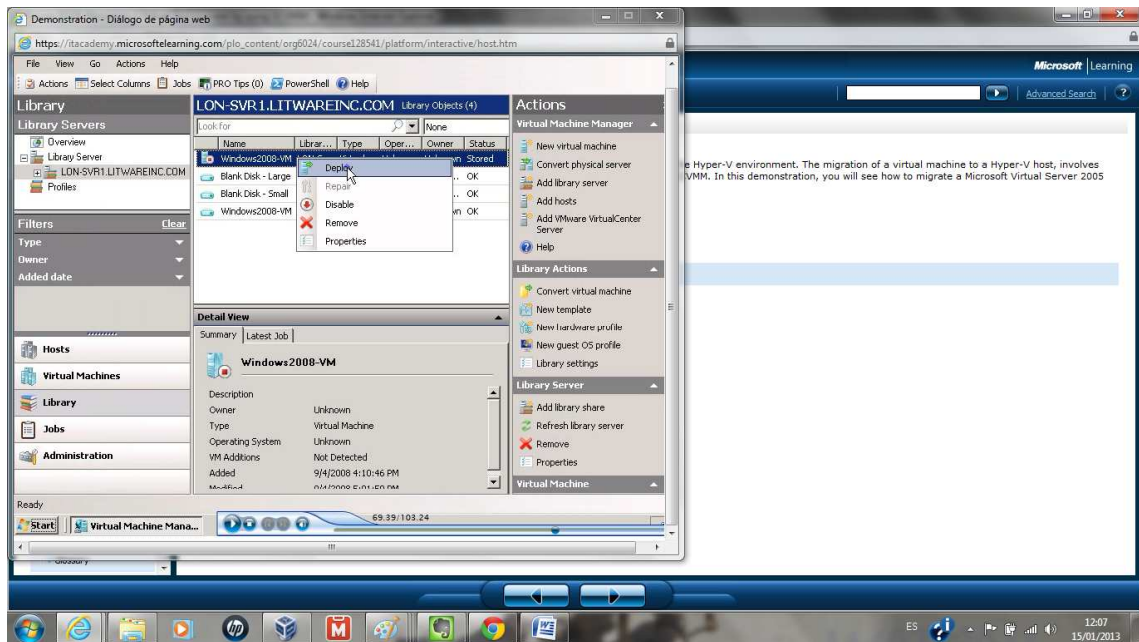 Demonstration - Diálogo de página web
https://itacademy.microsoftelearning.com/plo_content/org6024/course128541/platform/interactive/host.htm
File View Go Actions Help
Actions Select Columns Jobs PRO Tips (0) PowerShell Help
Library
Library Servers
Overview
Library Server
LON-SVR1.LITWAREINC.COM
Profiles
Filters Clear
Type
Owner
Added date
Hosts
Virtual Machines
Library
Jobs
Administration
LON-SVR1.LITWAREINC.COM Library Objects (4)
Look for None
Name Librar... Type Oper... Owner Status
Windows2008-VM Stored
Blank Disk - Large OK
Blank Disk - Small OK
Windows2008-VM OK
Deploy
Repair
Disable
Remove
Properties
Detail View
Summary Latest Job
Windows2008-VM
Description
Owner Unknown
Type Virtual Machine
Operating System Unknown
VM Additions Not Detected
Added 9/4/2008 4:10:46 PM
Actions
Virtual Machine Manager
New virtual machine
Convert physical server
Add library server
Add hosts
Add VMware VirtualCenter
Server
Help
Library Actions
Convert virtual machine
New template
New hardware profile
New guest OS profile
Library settings
Library Server
Add library share
Refresh library server
Remove
Properties
Virtual Machine
Ready
Start Virtual Machine Mana...
69.39/103.24
Microsoft Learning
Advanced Search ?
e Hyper-V environment. The migration of a virtual machine to a Hyper-V host, involves
VMM. In this demonstration, you will see how to migrate a Microsoft Virtual Server 2005
Glossary
ES 12:07
15/01/2013